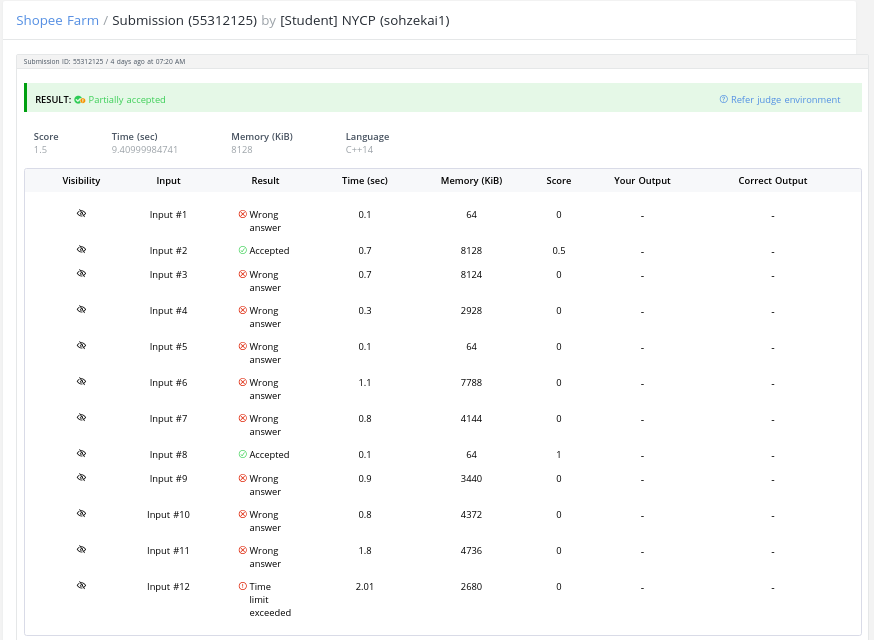 Shopee Farm / Submission (55312125) by [Student] NYCP (sohzekai1)
Submission ID: 55312125 / 4 days ago at 07:20 AM
RESULT: Partially accepted Refer judge environment
Score Time (sec) Memory (KiB) Language
1.5 9.40999984741 8128 C++14
Visibility Input Result Time (sec) Memory (KiB) Score Your Output Correct Output
Input #1 Wrong answer 0.1 64 0 - -
Input #2 Accepted 0.7 8128 0.5 - -
Input #3 Wrong answer 0.7 8124 0 - -
Input #4 Wrong answer 0.3 2928 0 - -
Input #5 Wrong answer 0.1 64 0 - -
Input #6 Wrong answer 1.1 7788 0 - -
Input #7 Wrong answer 0.8 4144 0 - -
Input #8 Accepted 0.1 64 1 - -
Input #9 Wrong answer 0.9 3440 0 - -
Input #10 Wrong answer 0.8 4372 0 - -
Input #11 Wrong answer 1.8 4736 0 - -
Input #12 Time limit exceeded 2.01 2680 0 - -